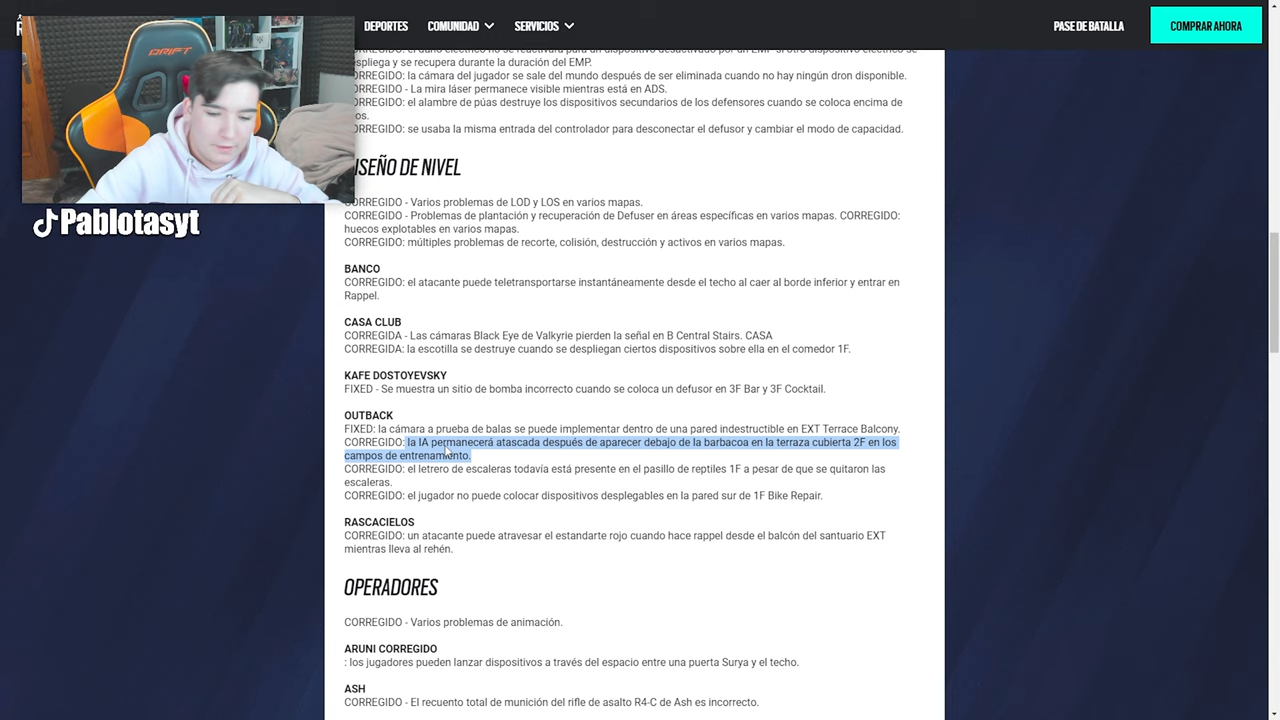 DEPORTES
COMUNIDAD
SERVICIOS
PASE DE BATALLA
COMPRAR AHORA
DRIFT
Pablotasyt
despliega y se recupera durante la duración del EMP.
CORREGIDO: la cámara del jugador se sale del mundo después de ser eliminada cuando no hay ningún dron disponible.
CORREGIDO - La mira láser permanece visible mientras está en ADS.
CORREGIDO: el alambre de púas destruye los dispositivos secundarios de los defensores cuando se coloca encima de
CORREGIDO: se usaba la misma entrada del controlador para desconectar el defusor y cambiar el modo de capacidad.
DISEÑO DE NIVEL
CORREGIDO - Varios problemas de LOD y LOS en varios mapas.
CORREGIDO - Problemas de plantación y recuperación de Defuser en áreas específicas en varios mapas. CORREGIDO:
huecos explotables en varios mapas.
CORREGIDO: múltiples problemas de recorte, colisión, destrucción y activos en varios mapas.
BANCO
CORREGIDO: el atacante puede teletransportarse instantáneamente desde el techo al caer al borde inferior y entrar en
Rappel.
CASA CLUB
CORREGIDA - Las cámaras Black Eye de Valkyrie pierden la señal en B Central Stairs. CASA
CORREGIDA: la escotilla se destruye cuando se despliegan ciertos dispositivos sobre ella en el comedor 1F.
KAFE DOSTOYEVSKY
FIXED - Se muestra un sitio de bomba incorrecto cuando se coloca un defusor en 3F Bar y 3F Cocktail.
OUTBACK
FIXED: la cámara a prueba de balas se puede implementar dentro de una pared indestructible en EXT Terrace Balcony.
CORREGIDO: la IA permanecerá atascada después de aparecer debajo de la barbacoa en la terraza cubierta 2F en los
campos de entrenamiento.
CORREGIDO: el letrero de escaleras todavía está presente en el pasillo de reptiles 1F a pesar de que se quitaron las
escaleras.
CORREGIDO: el jugador no puede colocar dispositivos desplegables en la pared sur de 1F Bike Repair.
RASCACIELOS
CORREGIDO: un atacante puede atravesar el estandarte rojo cuando hace rappel desde el balcón del santuario EXT
mientras lleva al rehén.
OPERADORES
CORREGIDO - Varios problemas de animación.
ARUNI CORREGIDO
: los jugadores pueden lanzar dispositivos a través del espacio entre una puerta Surya y el techo.
ASH
CORREGIDO - El recuento total de munición del rifle de asalto R4-C de Ash es incorrecto.